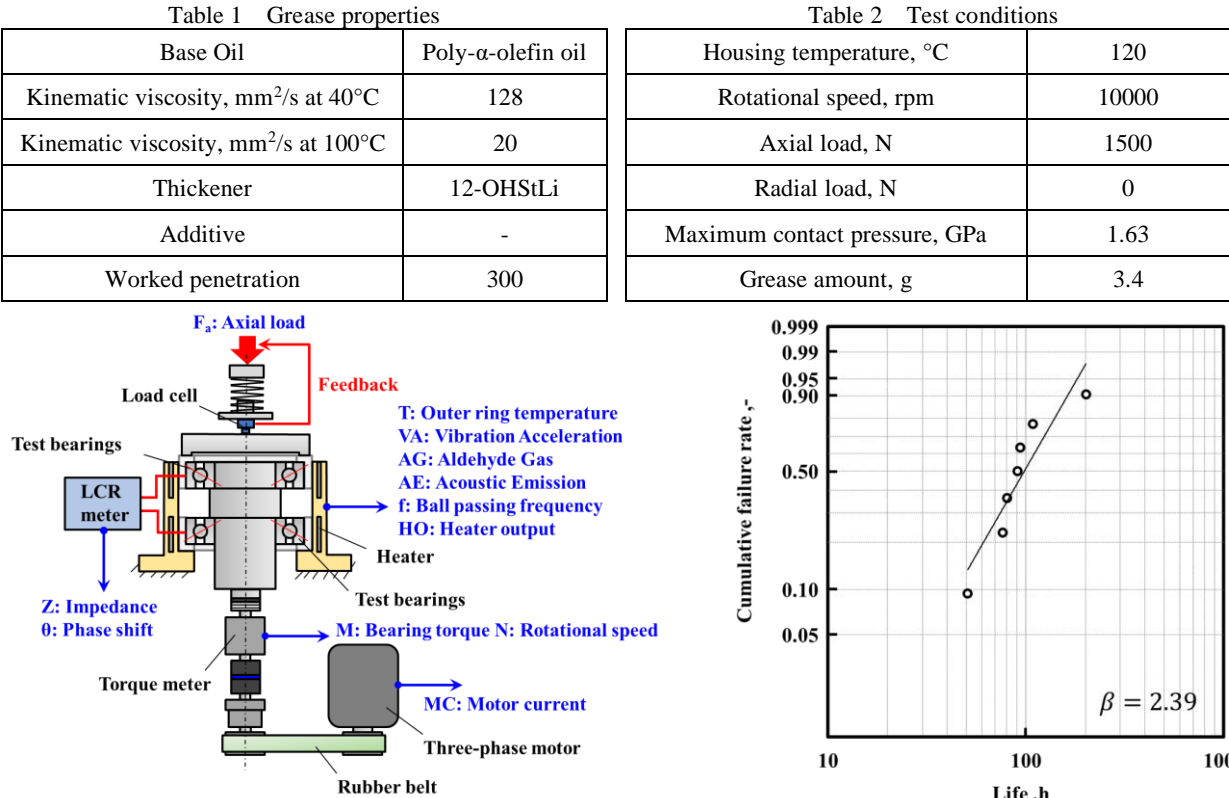 Table 1 Grease properties
Base Oil Poly-α-olefin oil
Kinematic viscosity, mm²/s at 40°C 128
Kinematic viscosity, mm²/s at 100°C 20
Thickener 12-OHStLi
Additive -
Worked penetration 300
Table 2 Test conditions
Housing temperature, °C 120
Rotational speed, rpm 10000
Axial load, N 1500
Radial load, N 0
Maximum contact pressure, GPa 1.63
Grease amount, g 3.4
Fₐ: Axial load
Feedback
Load cell
Test bearings
T: Outer ring temperature
VA: Vibration Acceleration
AG: Aldehyde Gas
AE: Acoustic Emission
f: Ball passing frequency
HO: Heater output
LCR
meter
Heater
Test bearings
Z: Impedance
θ: Phase shift
M: Bearing torque N: Rotational speed
Torque meter
MC: Motor current
Three-phase motor
Rubber belt
Cumulative failure rate ,-
0.999
0.99
0.95
0.90
0.50
0.10
0.05
β = 2.39
10 100 100
Life ,h